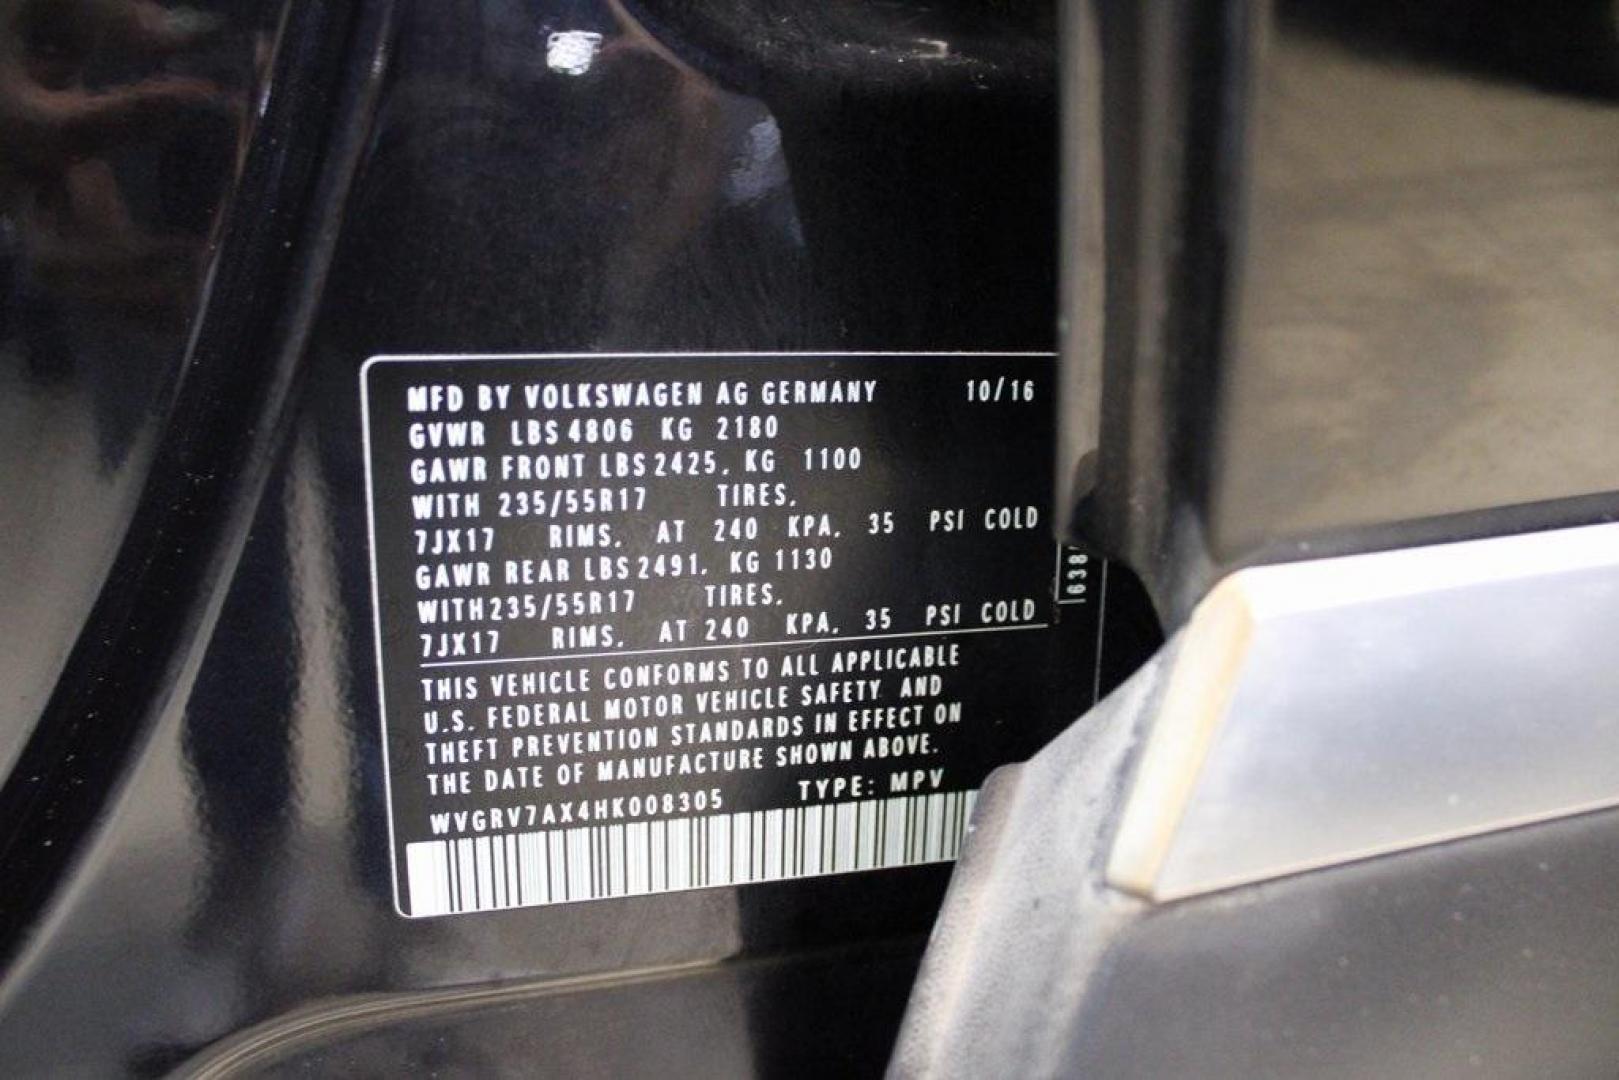 MFD BY VOLKSWAGEN AG GERMANY 10/16
GVWR LBS 4806 KG 2180
GAWR FRONT LBS 2425, KG 1100
WITH 235/55R17 TIRES,
7JX17 RIMS, AT 240 KPA, 35 PSI COLD
GAWR REAR LBS 2491, KG 1130
WITH 235/55R17 TIRES,
7JX17 RIMS, AT 240 KPA, 35 PSI COLD
THIS VEHICLE CONFORMS TO ALL APPLICABLE
U.S. FEDERAL MOTOR VEHICLE SAFETY AND
THEFT PREVENTION STANDARDS IN EFFECT ON
THE DATE OF MANUFACTURE SHOWN ABOVE.
WVGRV7AX4HK008305 TYPE: MPV